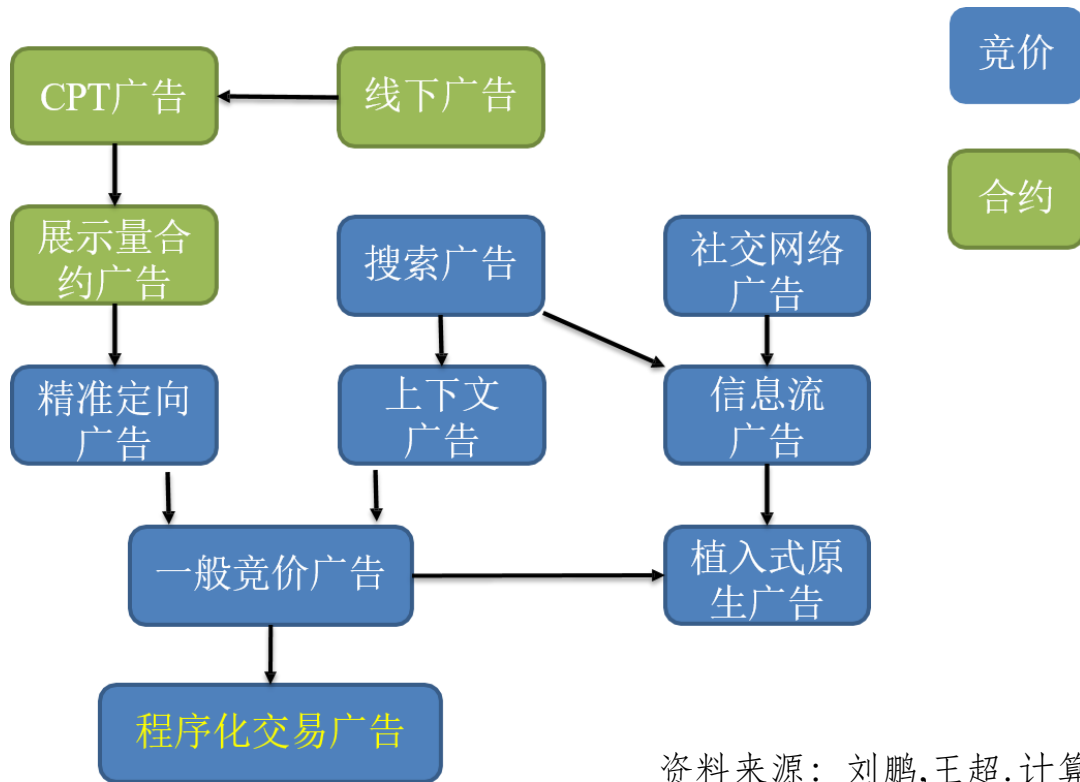 竞价
CPT广告
线下广告
合约
展示量合
约广告
搜索广告
社交网络
广告
精准定向
广告
上下文
广告
信息流
广告
一般竞价广告
植入式原
生广告
程序化交易广告
资料来源：刘鹏,王超.计算